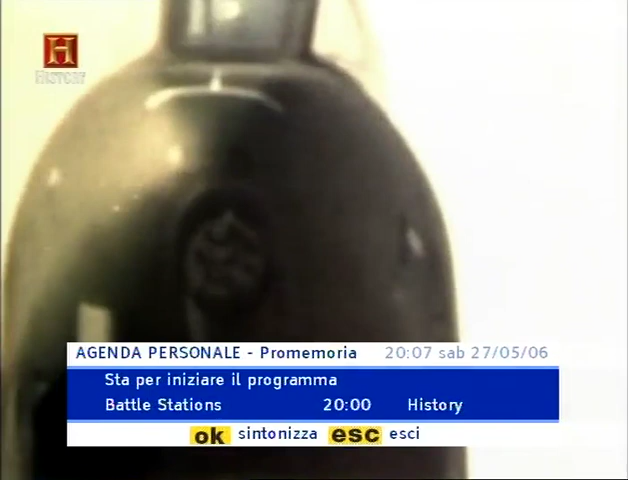 H
HISTORY
AGENDA PERSONALE - Promemoria 20:07 sab 27/05/06
Sta per iniziare il programma
Battle Stations 20:00 History
ok sintonizza esc esci